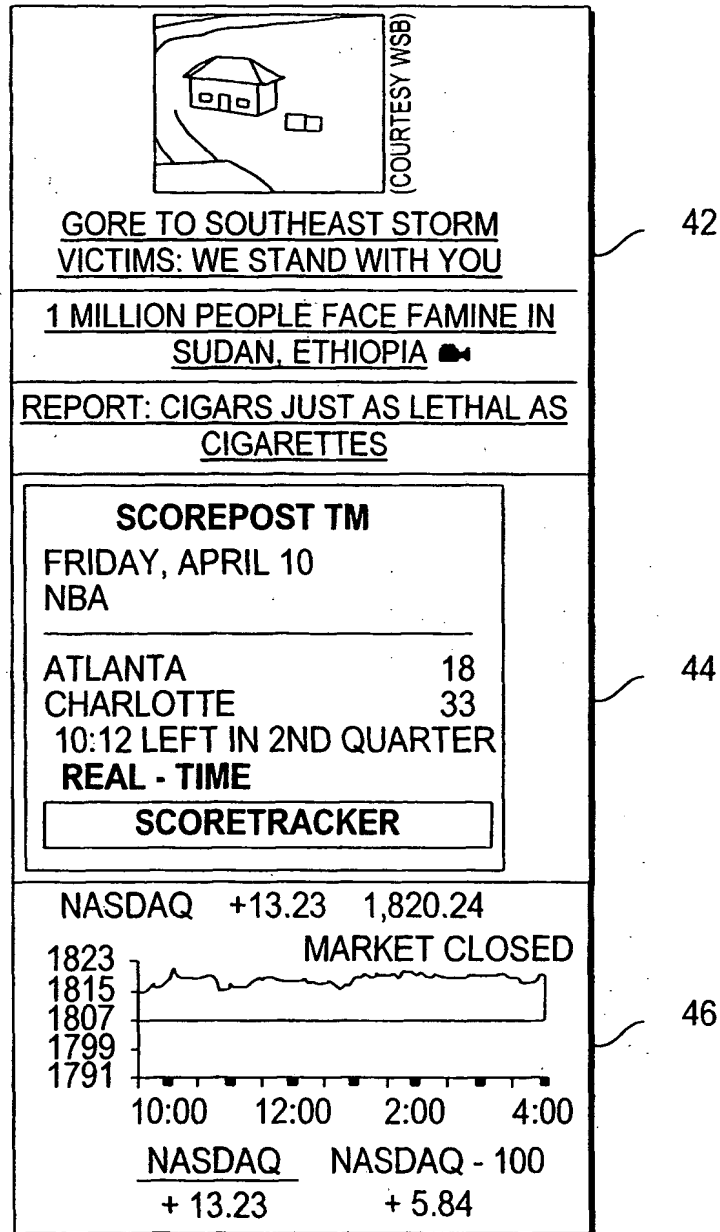 (COURTESY WSB)
GORE TO SOUTHEAST STORM
VICTIMS: WE STAND WITH YOU
42
1 MILLION PEOPLE FACE FAMINE IN
SUDAN, ETHIOPIA
REPORT: CIGARS JUST AS LETHAL AS
CIGARETTES
SCOREPOST TM
FRIDAY, APRIL 10
NBA
ATLANTA 18
44
CHARLOTTE 33
10:12 LEFT IN 2ND QUARTER
REAL - TIME
SCORETRACKER
NASDAQ +13.23 1,820.24
MARKET CLOSED
1823
1815
1807
46
1799
1791
10:00 12:00 2:00 4:00
NASDAQ NASDAQ - 100
+ 13.23 + 5.84